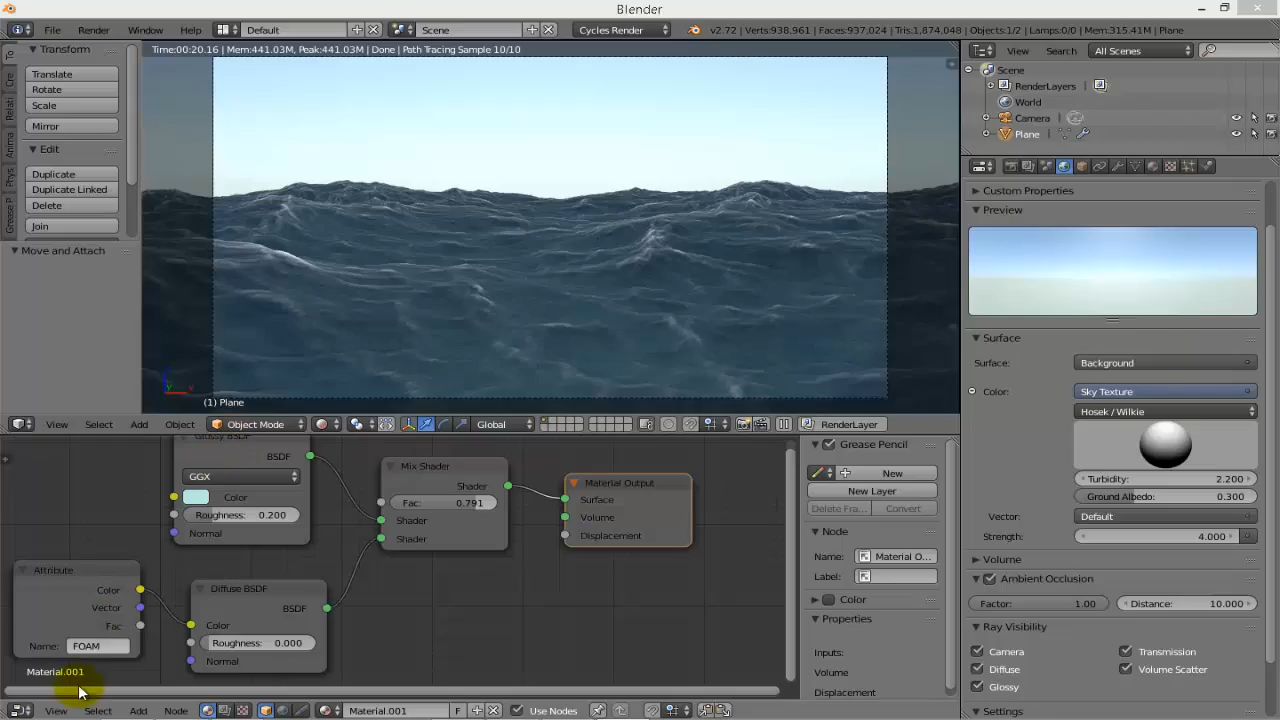 Blender
File Render Window Help Default Scene Cycles Render v2.72 | Verts:938,961 | Faces:937,024 | Tris:1,874,048 | Objects:1/2 | Lamps:0/0 | Mem:315.41M | Plane
Time:00:20.16 | Mem:441.03M, Peak:441.03M | Done | Path Tracing Sample 10/10
Transform
Translate
Rotate
Scale
Mirror
Edit
Duplicate
Duplicate Linked
Delete
Join
Move and Attach
To
Cre
Relati
Anima
Phys
Grease P
(1) Plane
View Select Add Object Object Mode Global RenderLayer
View Search All Scenes
Scene
RenderLayers
World
Camera
Plane
Custom Properties
Preview
Surface
Surface: Background
Color: Sky Texture
Hosek / Wilkie
Turbidity: 2.200
Ground Albedo: 0.300
Vector: Default
Strength: 4.000
Volume
Ambient Occlusion
Factor: 1.00 Distance: 10.000
Ray Visibility
Camera Transmission
Diffuse Volume Scatter
Glossy
Settings
Glossy BSDF
BSDF
GGX
Color
Roughness: 0.200
Normal
Mix Shader
Shader
Fac: 0.791
Shader
Shader
Material Output
Surface
Volume
Displacement
Attribute
Color
Vector
Fac
Name: FOAM
Diffuse BSDF
BSDF
Color
Roughness: 0.000
Normal
Material.001
Grease Pencil
New
New Layer
Delete Fra... Convert
Node
Name: Material O...
Label:
Color
Properties
Inputs:
Volume
Displacement
View Select Add Node Material.001 F Use Nodes